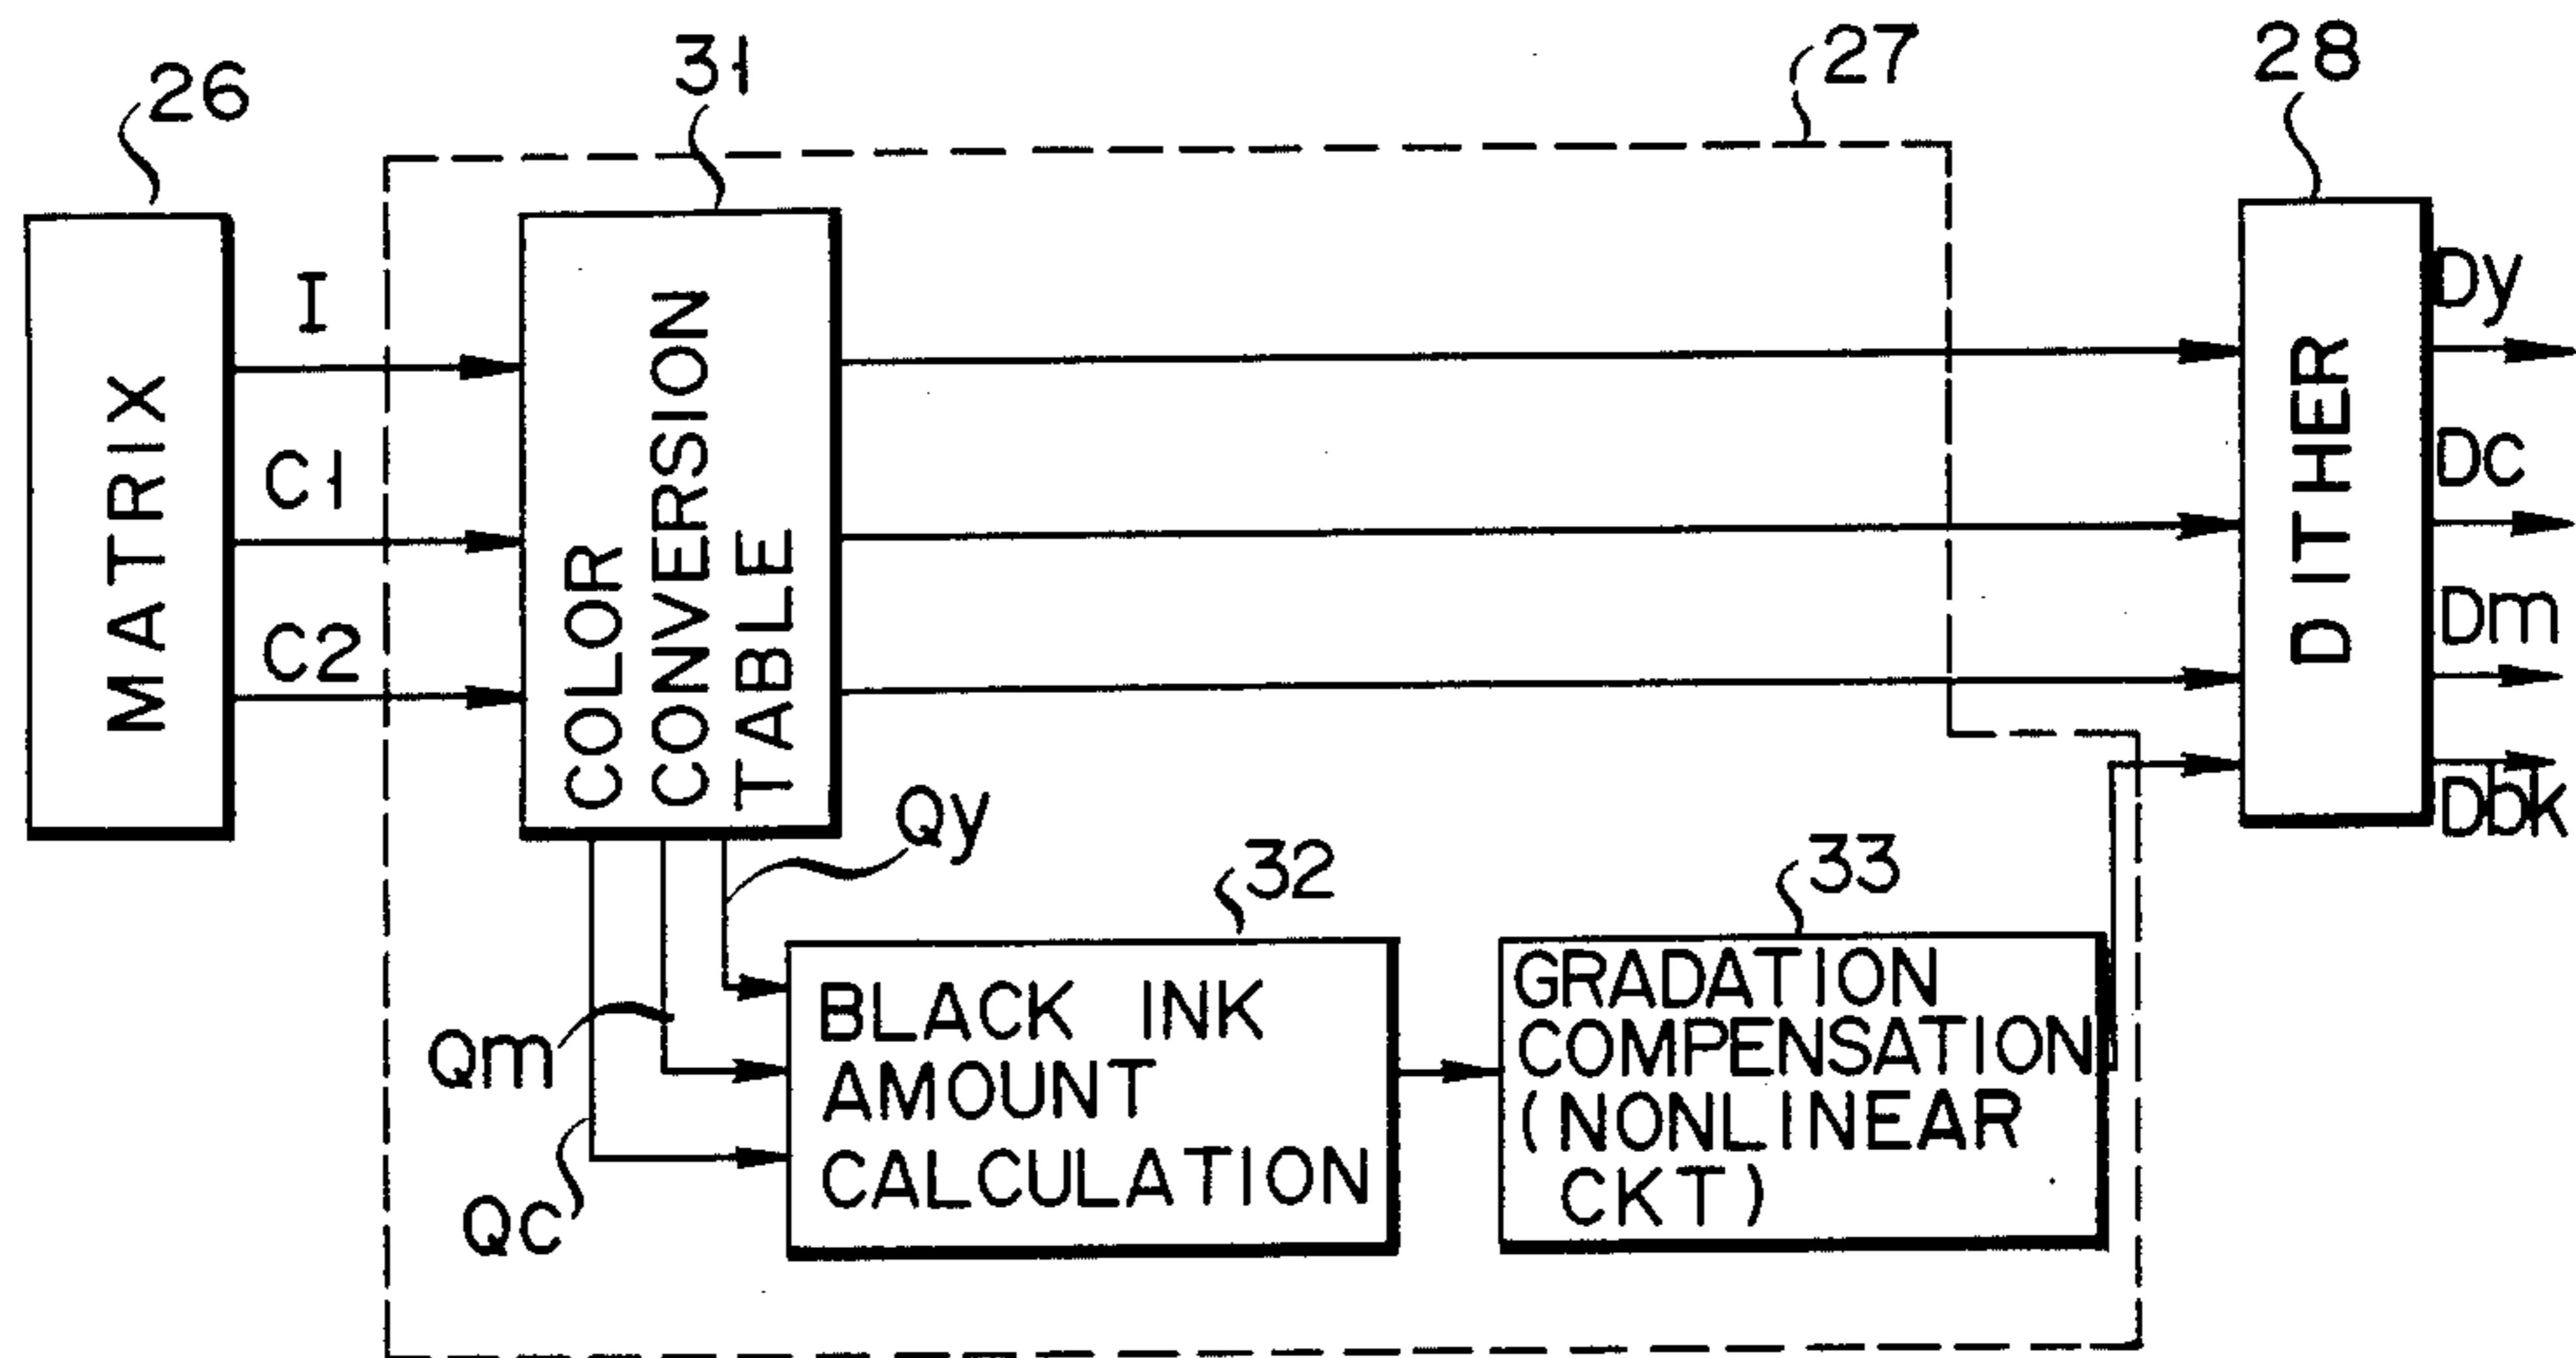 26
31
27
28
MATRIX
I
C1
C2
COLOR
CONVERSION
TABLE
DITHER
Dy
Dc
Dm
Dbk
Qy
Qm
Qc
32
BLACK INK
AMOUNT
CALCULATION
33
GRADATION
COMPENSATION
(NONLINEAR
CKT)